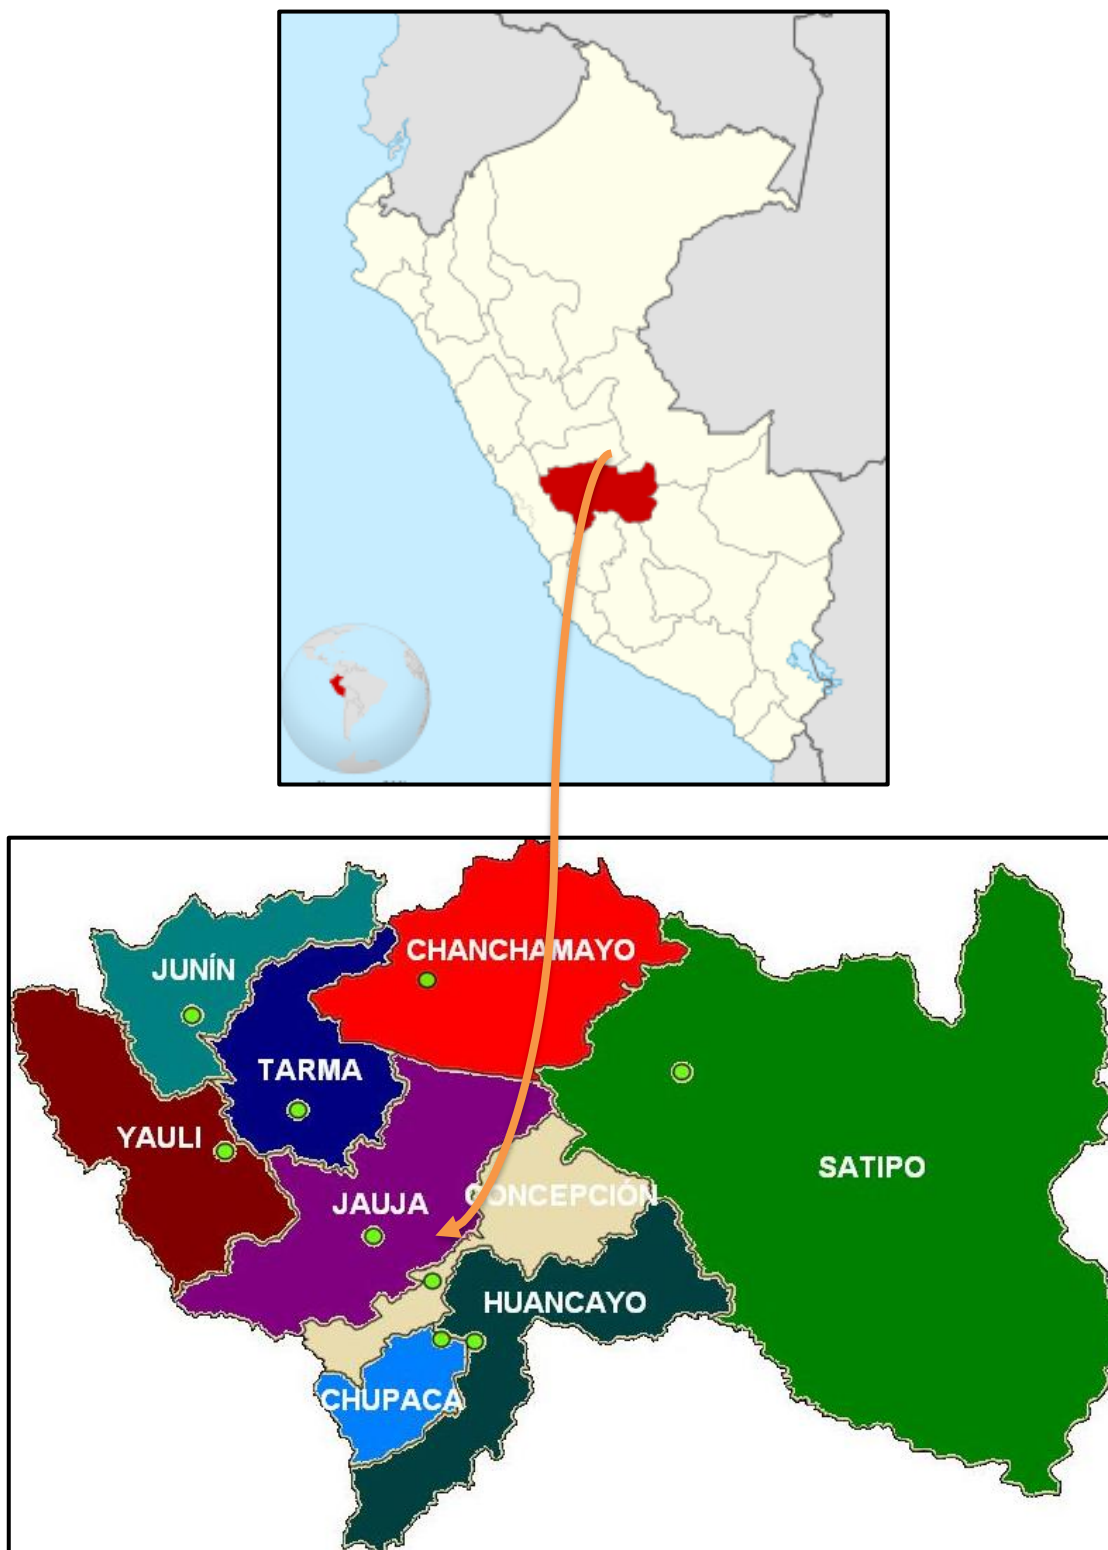 CHANCHAMAYO
JUNÍN
TARMA
YAULI
SATIPO
JAUJA
CONCEPCIÓN
HUANCAYO
CHUPACA